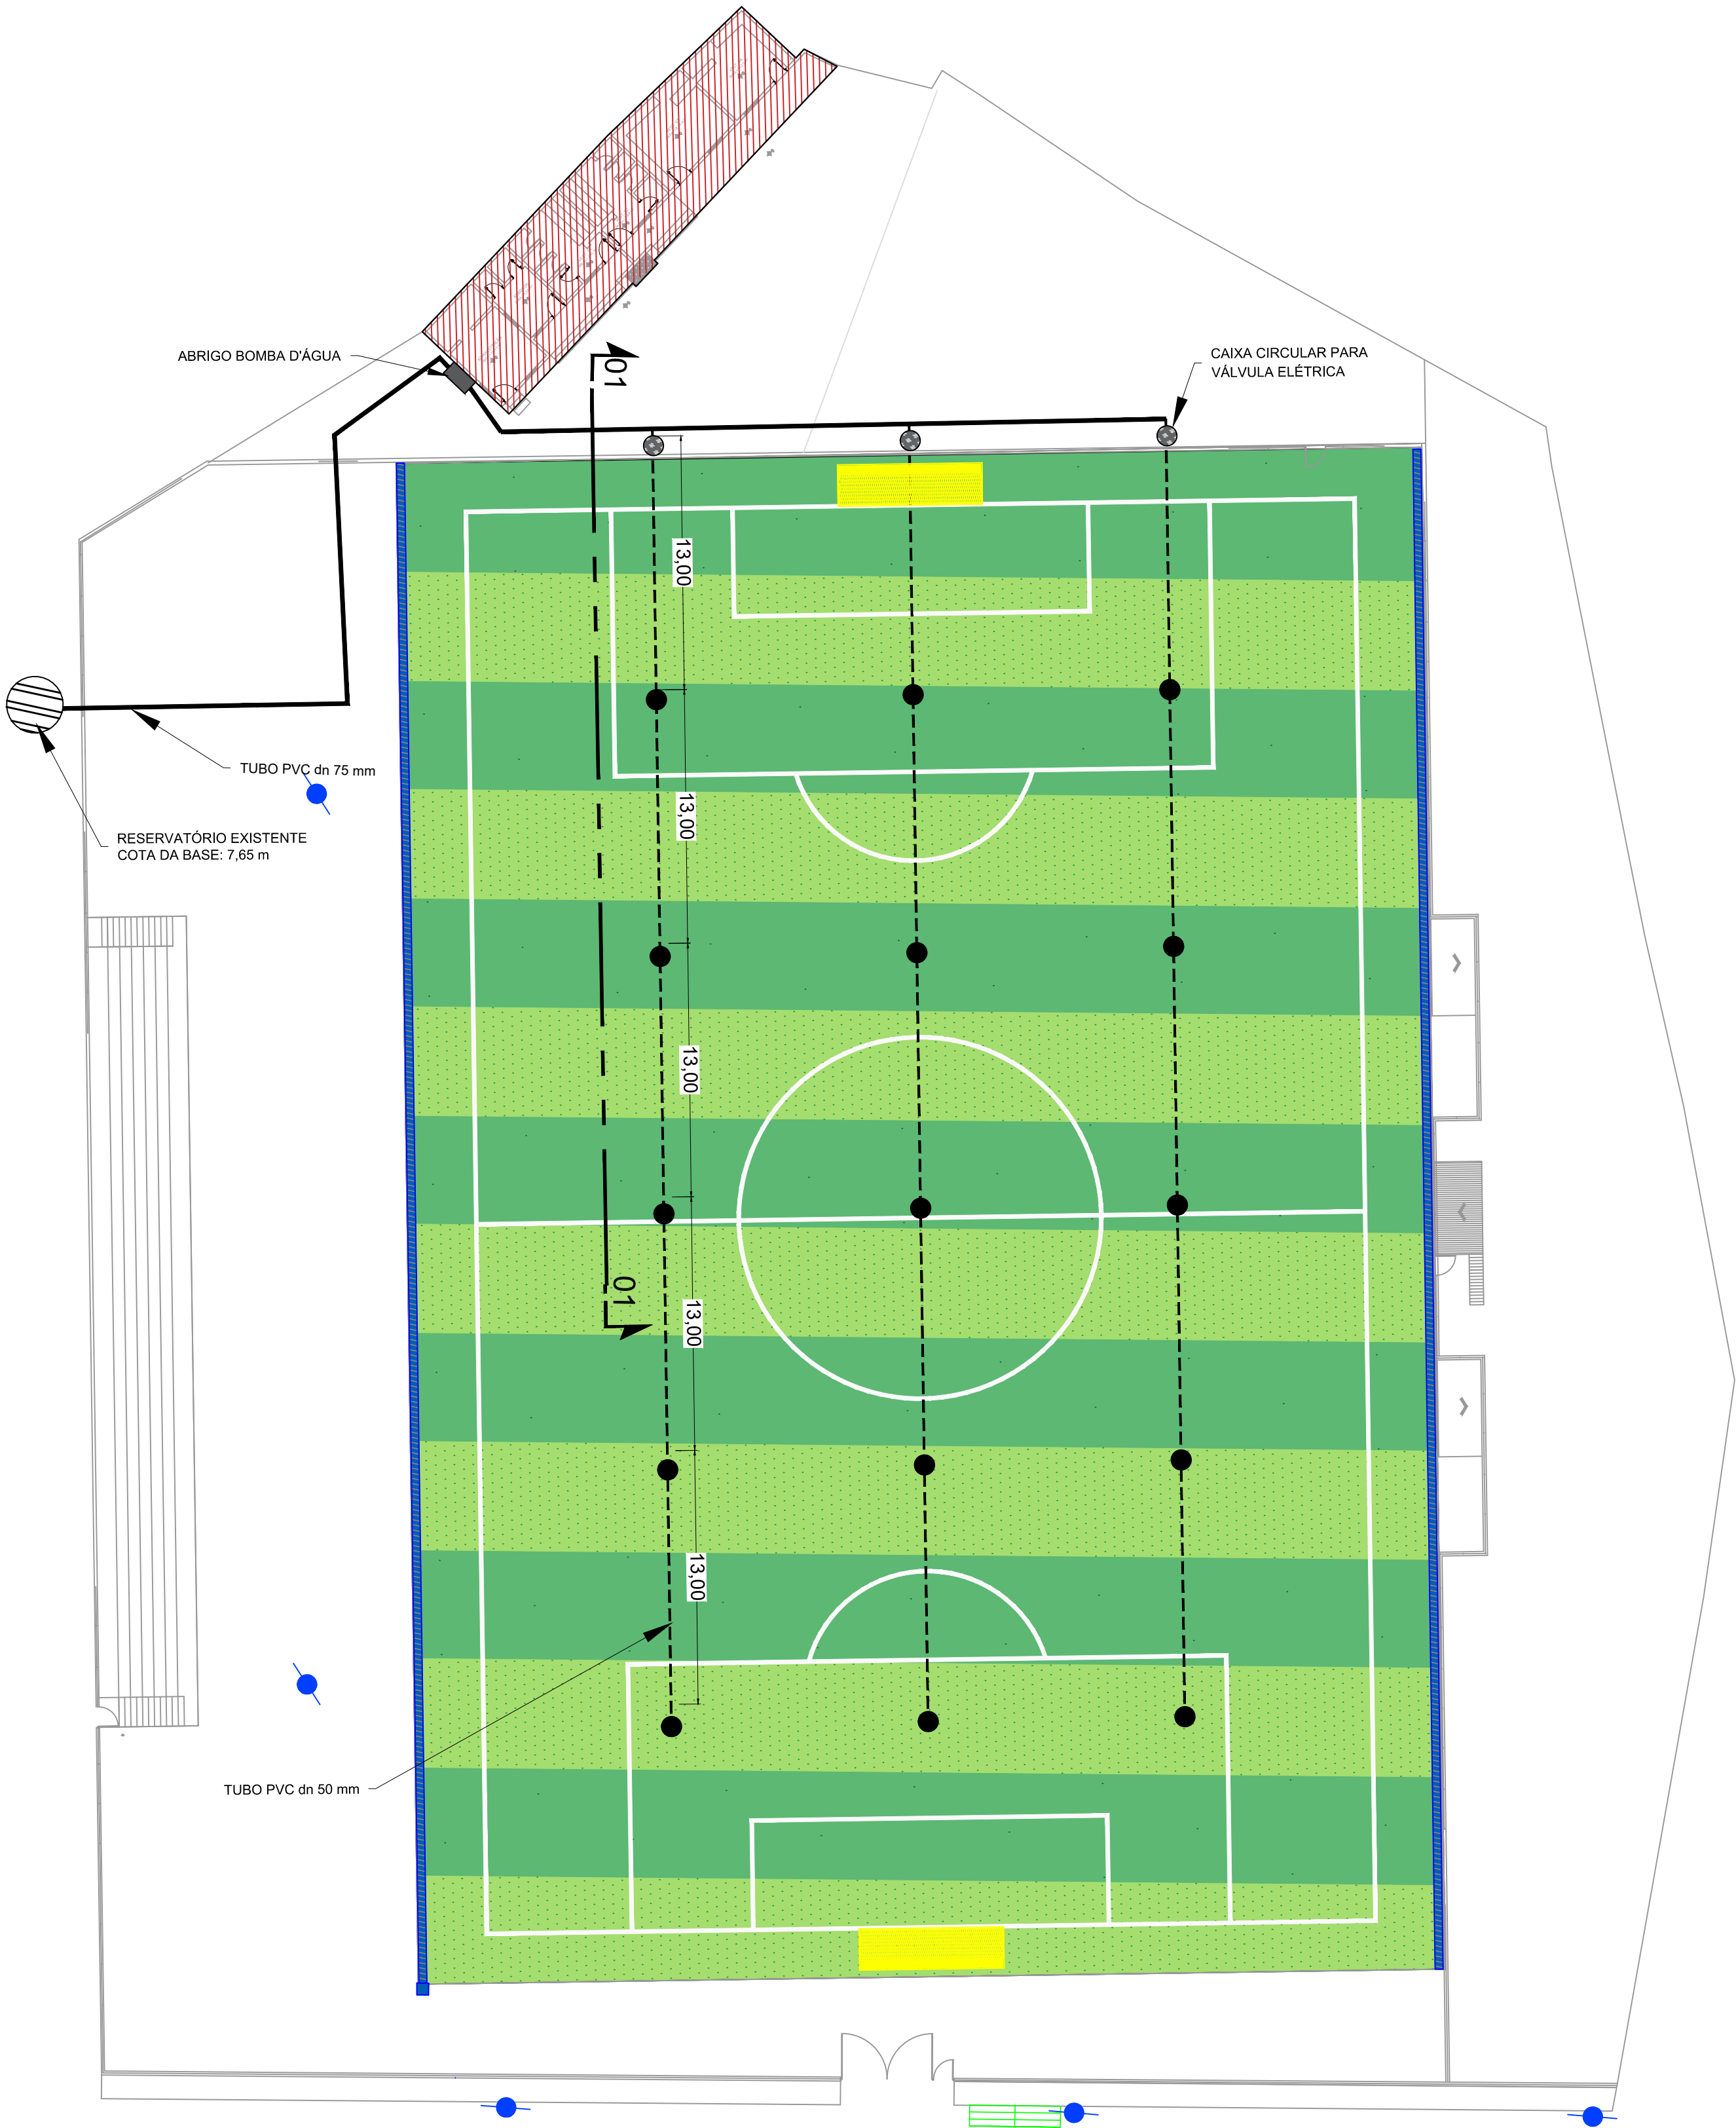 ABRIGO BOMBA D'ÁGUA
01
CAIXA CIRCULAR PARA
VÁLVULA ELÉTRICA
13,00
TUBO PVC dn 75 mm
13,00
RESERVATÓRIO EXISTENTE
COTA DA BASE: 7,65 m
13,00
01
13,00
13,00
TUBO PVC dn 50 mm